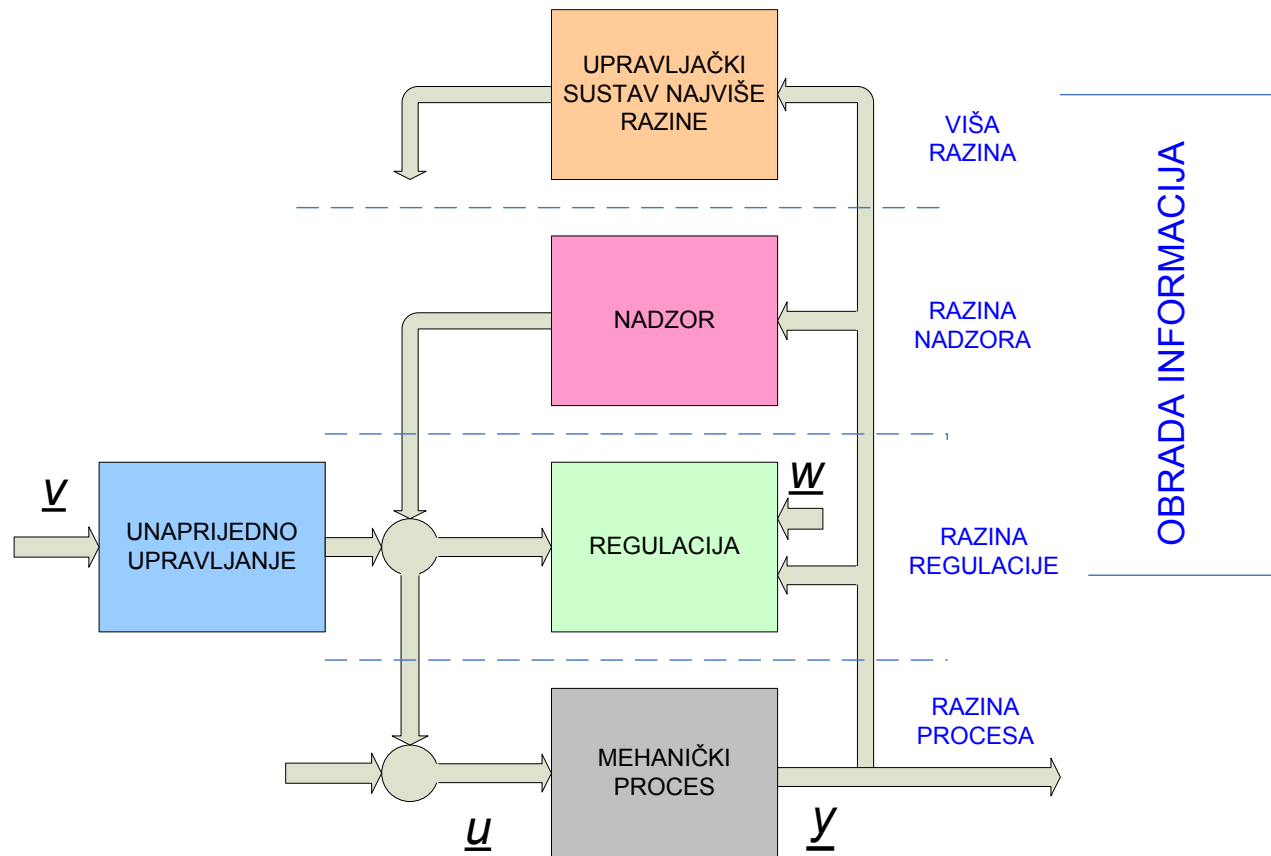 UPRAVLJAČKI
SUSTAV NAJVIŠE
RAZINE
VIŠA
RAZINA
NADZOR
RAZINA
NADZORA
OBRADA INFORMACIJA
v
UNAPRIJEDNO
UPRAVLJANJE
REGULACIJA
w
RAZINA
REGULACIJE
MEHANIČKI
PROCES
RAZINA
PROCESA
u
y